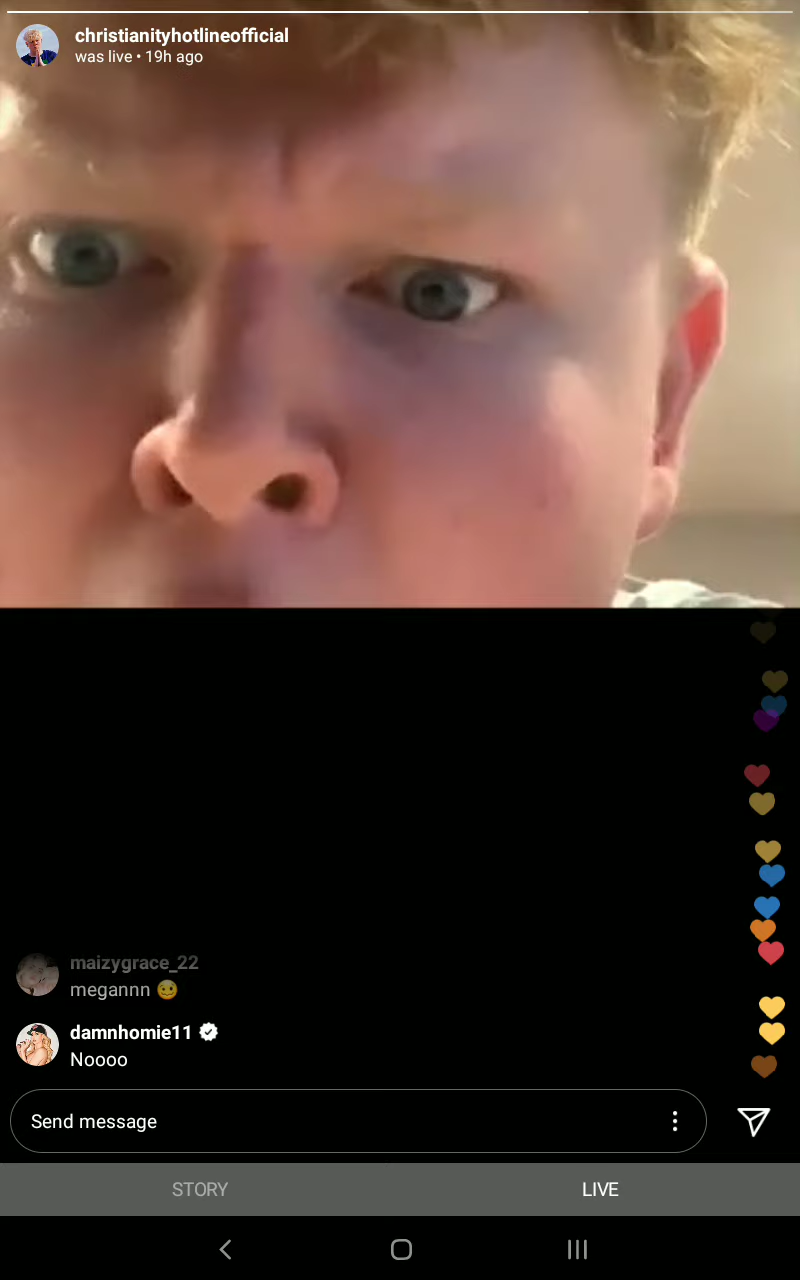 christianityhotlineofficial
was live • 19h ago
maizygrace_22
megannn 🥴
damnhomie11
Noooo
Send message
STORY
LIVE